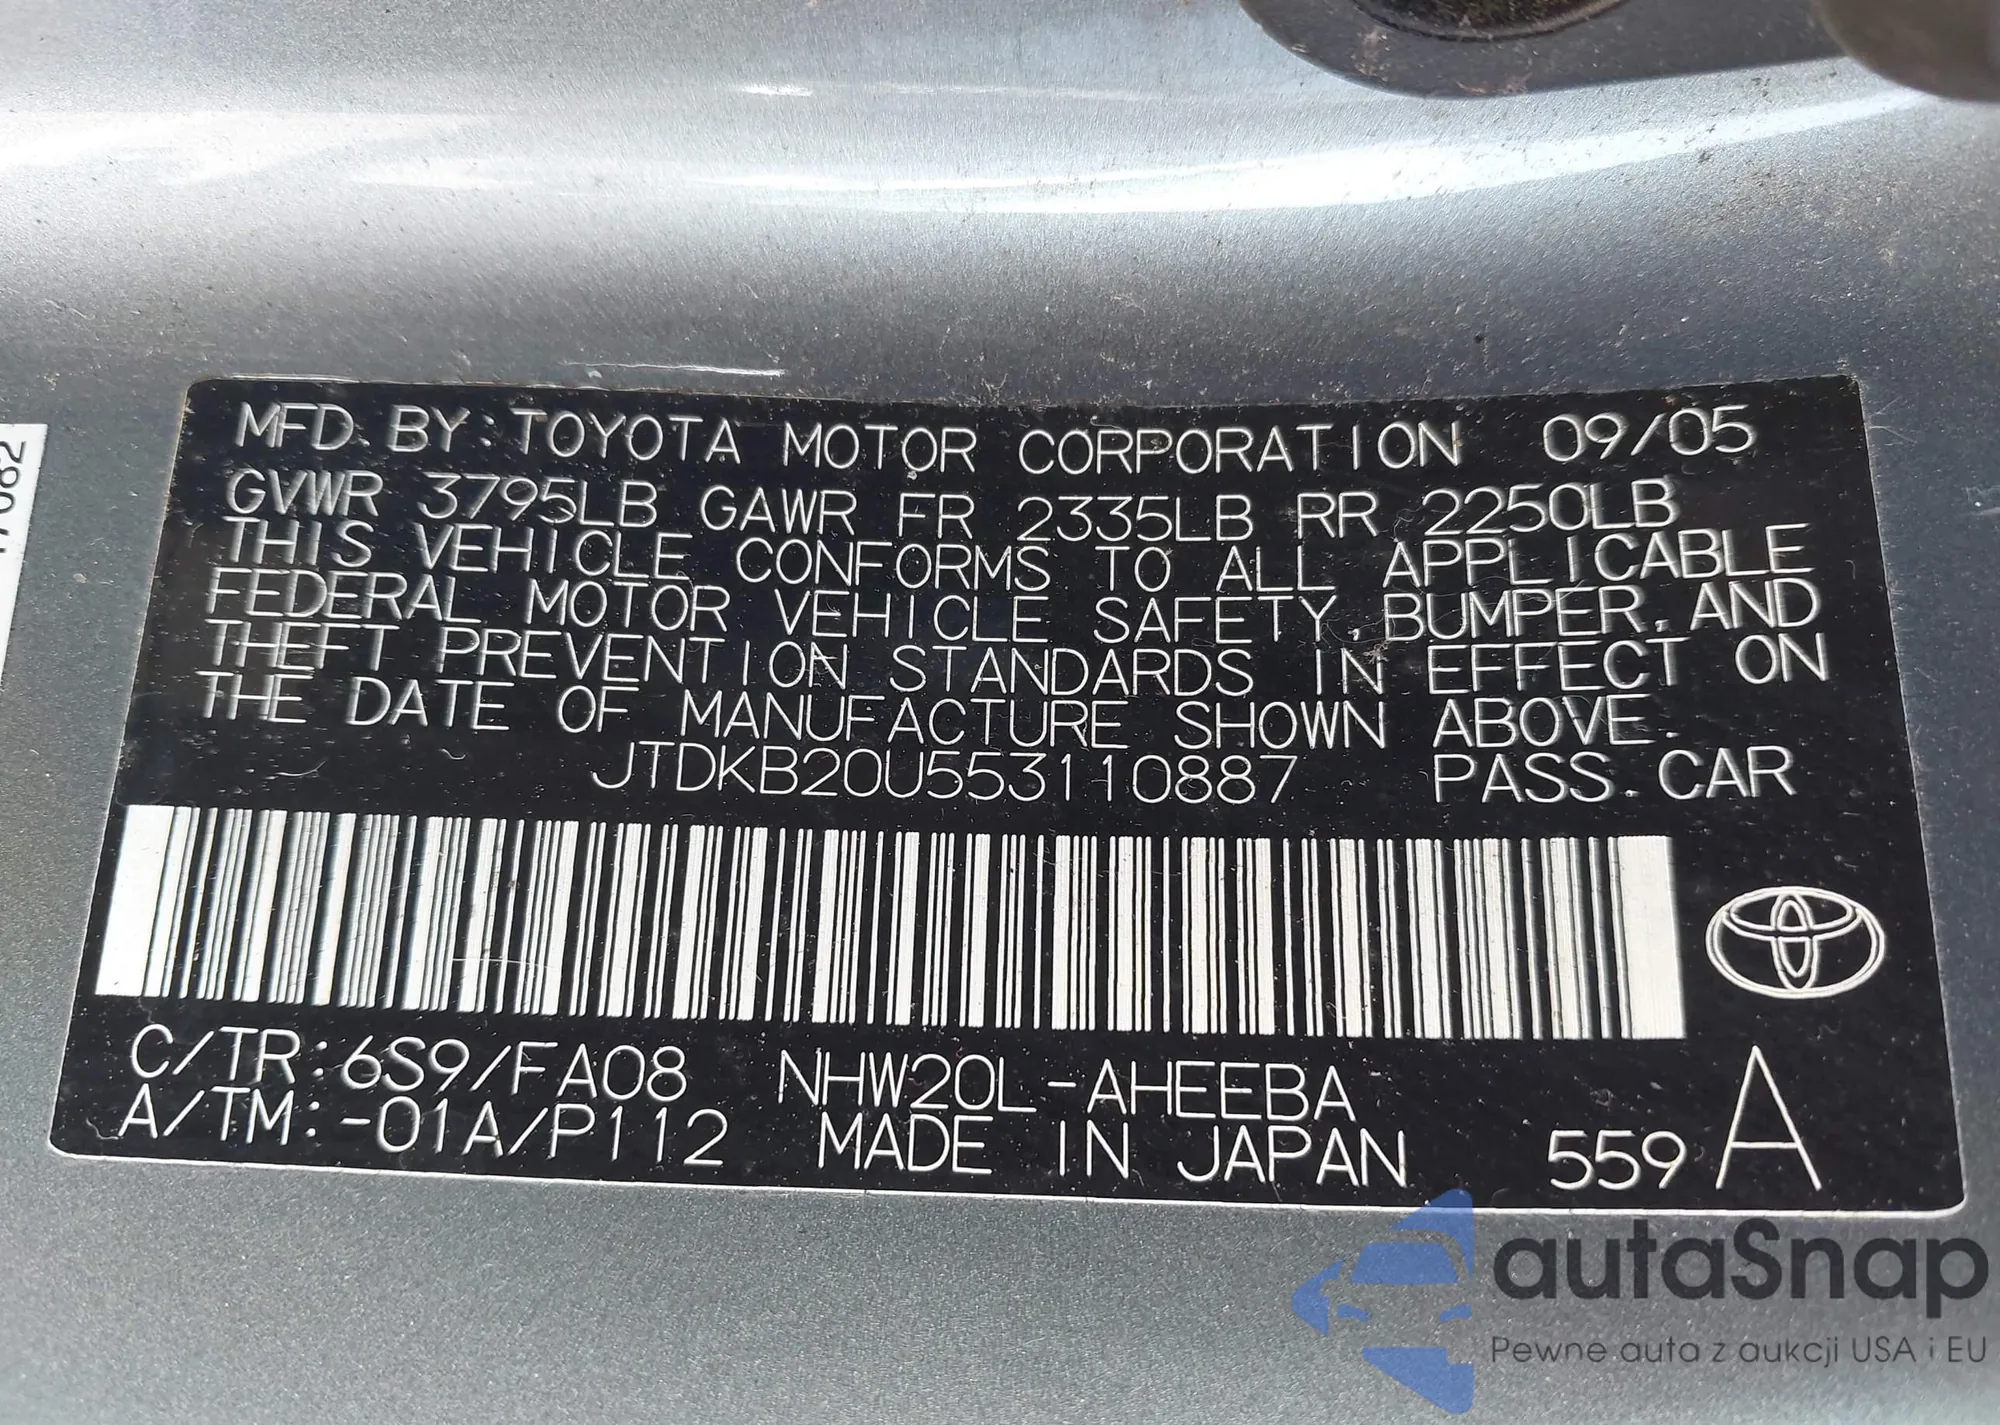 MFD. BY: TOYOTA MOTOR CORPORATION 09/05
GVWR 3795LB GAWR FR 2335LB RR 2250LB
THIS VEHICLE CONFORMS TO ALL APPLICABLE
FEDERAL MOTOR VEHICLE SAFETY, BUMPER, AND
THEFT PREVENTION STANDARDS IN EFFECT ON
THE DATE OF MANUFACTURE SHOWN ABOVE.
JTDKB20U553110887 PASS. CAR
C/TR:6S9/FA08 NHW20L-AHEEBA
A/TM:-01A/P112 MADE IN JAPAN 559 A
autaSnap
Pewne auta z aukcji USA i EU